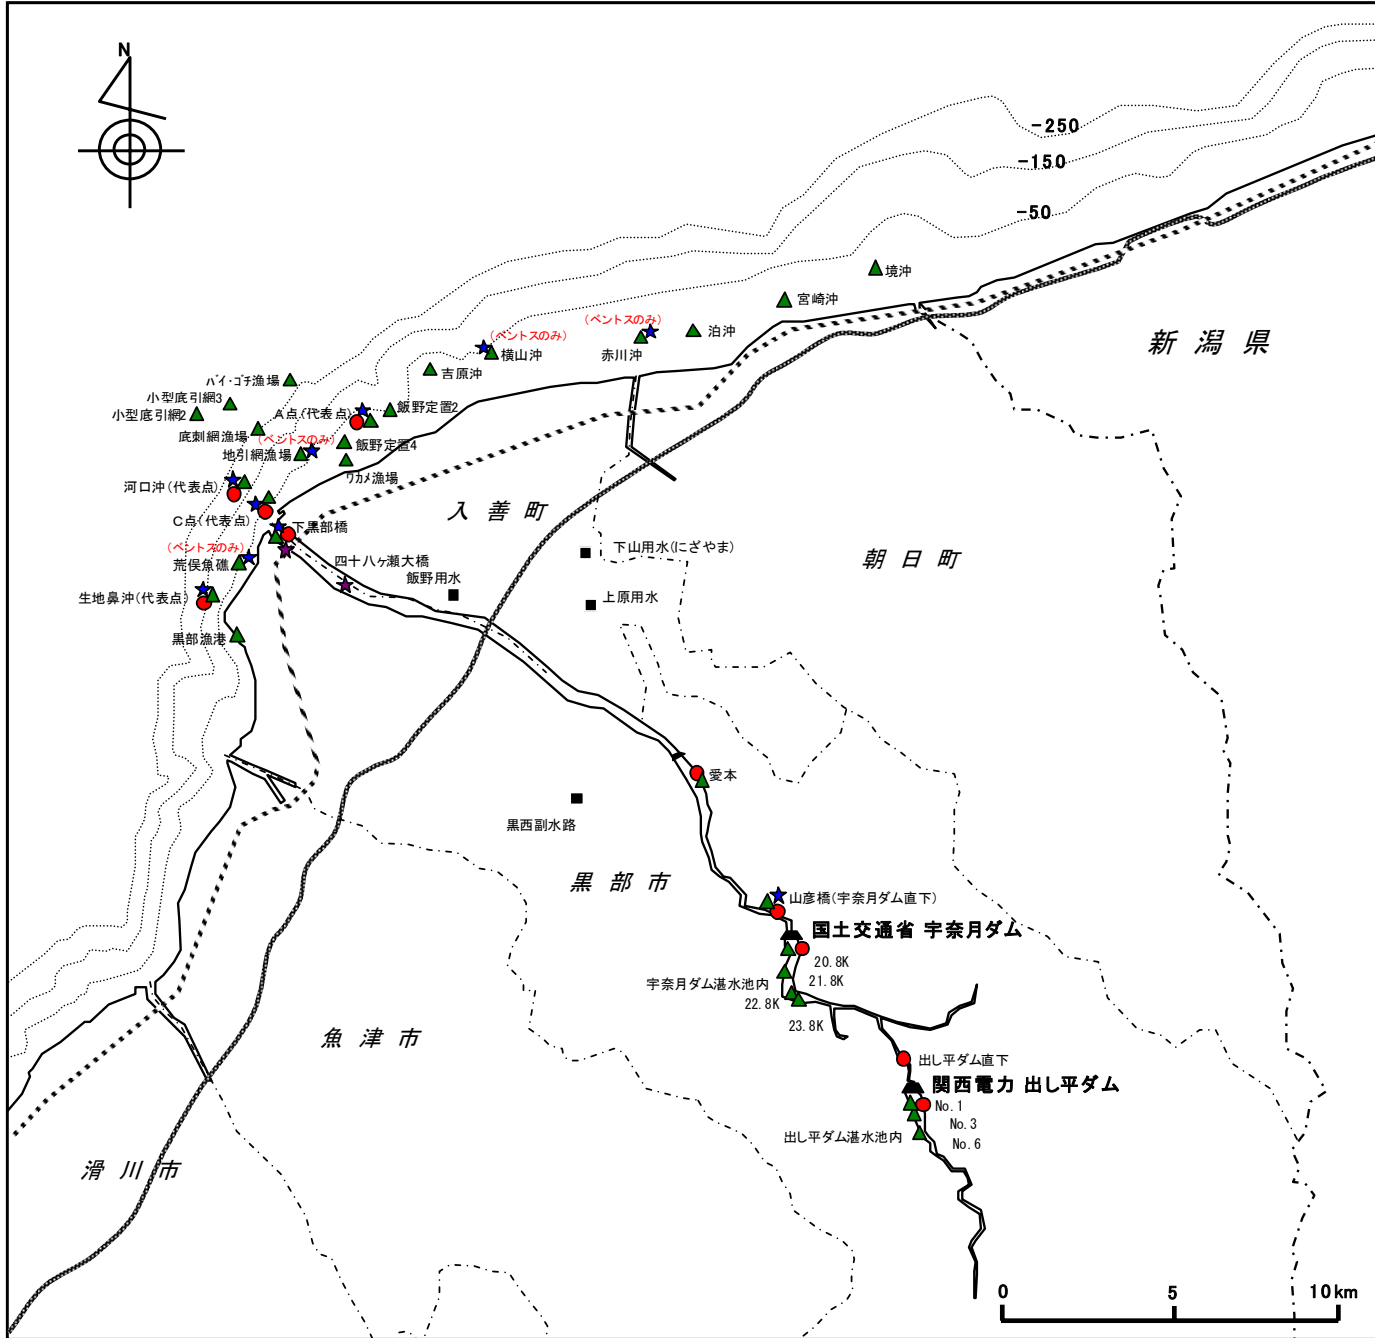 N
-250
-150
-50
境沖
宮崎沖
(ベントスのみ)
泊沖
赤川沖
新潟県
(ベントスのみ)
横山沖
吉原沖
バイ・ゴチ漁場
小型底引網3
小型底引網2
A点(代表点)
飯野定置2
底刺網漁場
(ベントスのみ)
飯野定置4
地引網漁場
ワカメ漁場
河口沖(代表点)
入善町
C点(代表点)
下黒部橋
(ベントスのみ)
下山用水(にざやま)
朝日町
荒俣魚礁
四十八ヶ瀬大橋
飯野用水
生地鼻沖(代表点)
上原用水
黒部漁港
愛本
黒西副水路
黒部市
山彦橋(宇奈月ダム直下)
国土交通省 宇奈月ダム
20.8K
宇奈月ダム湛水池内
21.8K
22.8K
23.8K
魚津市
出し平ダム直下
関西電力 出し平ダム
No.1
No.3
出し平ダム湛水池内
No.6
滑川市
0
5
10km